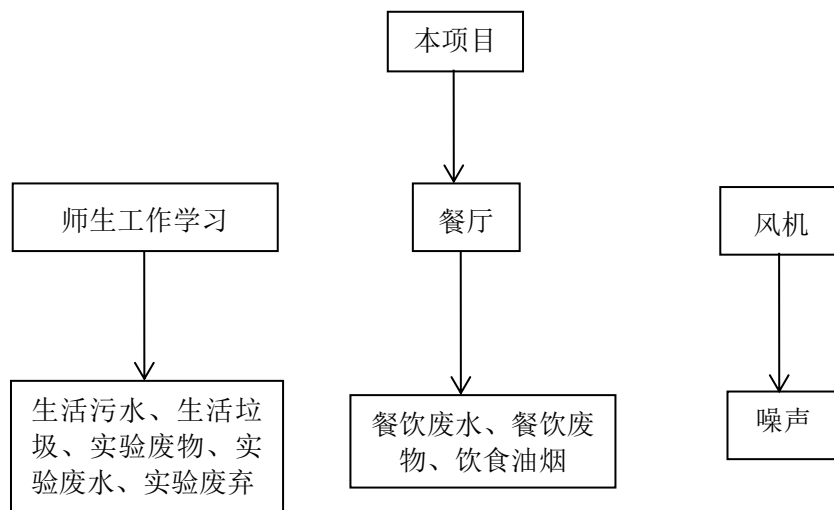 本项目
师生工作学习
餐厅
风机
生活污水、生活垃
圾、实验废物、实
验废水、实验废弃
餐饮废水、餐饮废
物、饮食油烟
噪声